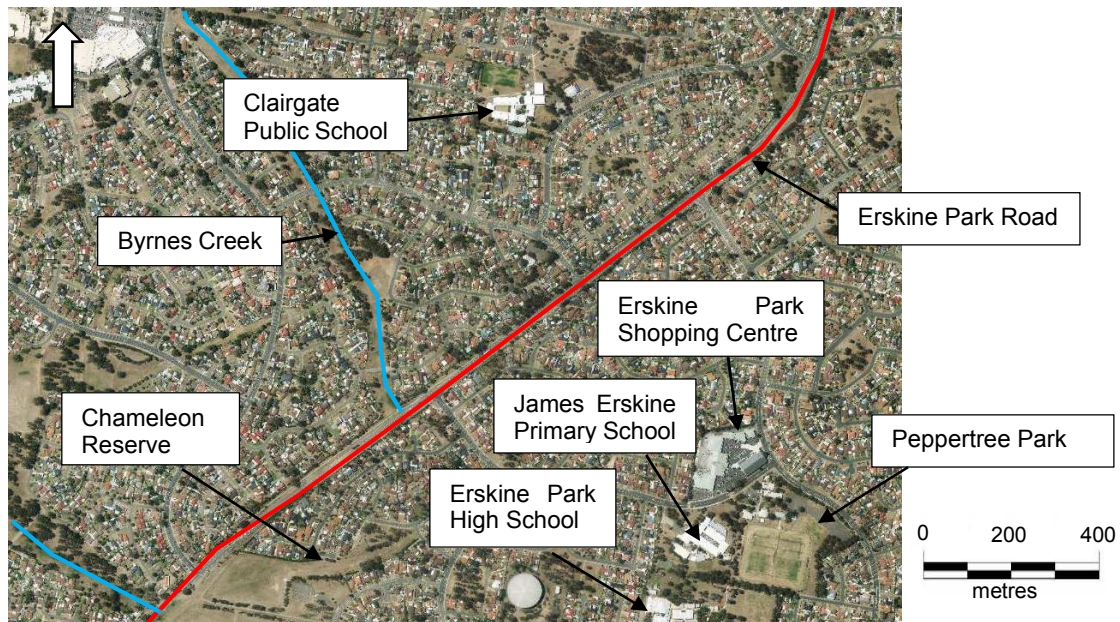 Clairgate
Public School
Byrnes Creek
Erskine Park Road
Erskine Park
Shopping Centre
Chameleon
Reserve
James Erskine
Primary School
Peppertree Park
Erskine Park
High School
0 200 400
metres